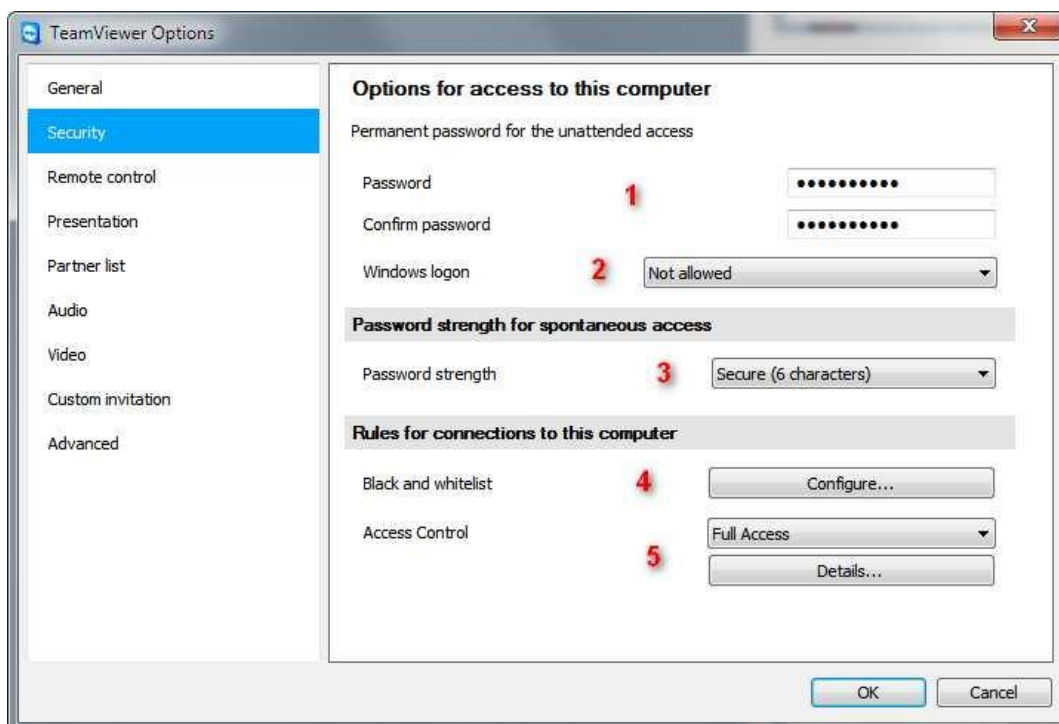 TeamViewer Options
General
Security
Remote control
Presentation
Partner list
Audio
Video
Custom invitation
Advanced
Options for access to this computer
Permanent password for the unattended access
Password 1 ••••••••••
Confirm password ••••••••••
Windows logon 2 Not allowed
Password strength for spontaneous access
Password strength 3 Secure (6 characters)
Rules for connections to this computer
Black and whitelist 4 Configure...
Access Control Full Access
5 Details...
OK Cancel